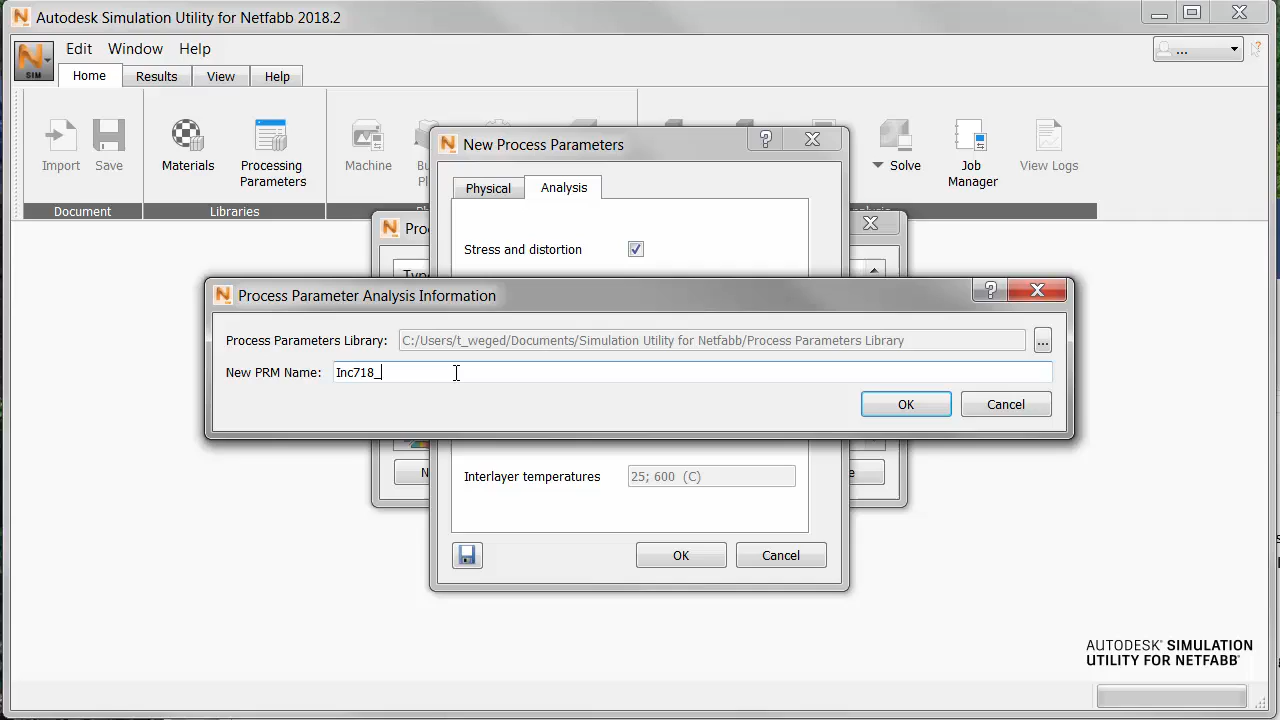 Autodesk Simulation Utility for Netfabb 2018.2
Edit Window Help
...
SIM
Home Results View Help
Import Save Materials Processing Parameters Machine Solve Job Manager View Logs
Document Libraries
New Process Parameters
Physical Analysis
Stress and distortion
Process Parameter Analysis Information
Process Parameters Library: C:/Users/t_weged/Documents/Simulation Utility for Netfabb/Process Parameters Library ...
New PRM Name: Inc718_
OK Cancel
Interlayer temperatures 25; 600 (C)
OK Cancel
AUTODESK® SIMULATION
UTILITY FOR NETFABB®